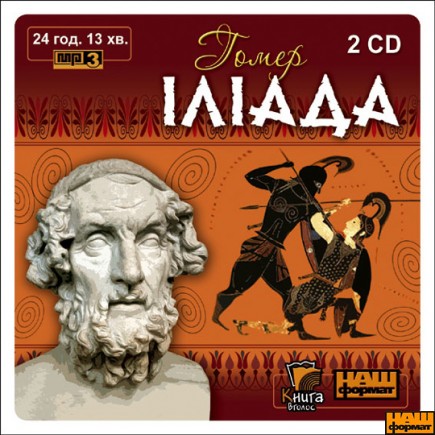 24 год. 13 хв.
mp3
Гомер
2 CD
ІЛІАДА
Книга
Вголос
НАШ
формат
НАШ
формат